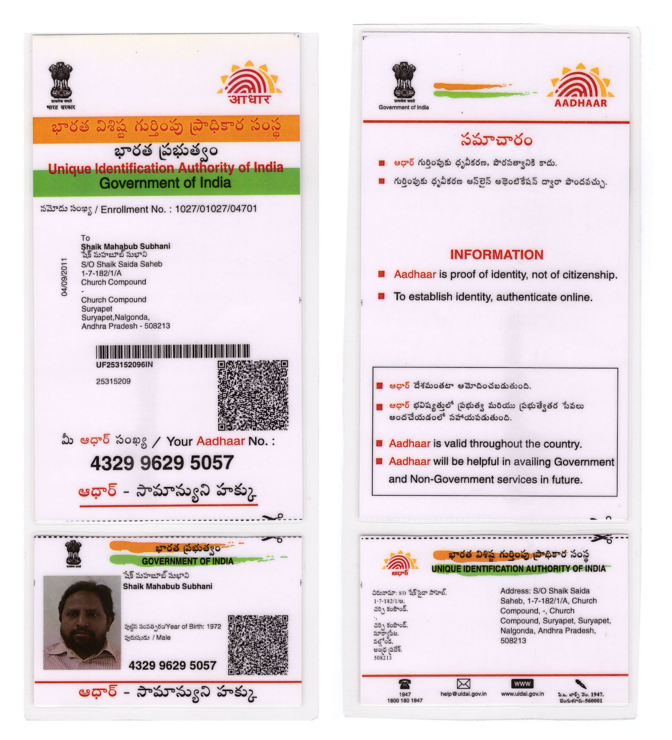 भारत सरकार
आधार
భారత విశిష్ట గుర్తింపు ప్రాధికార సంస్థ
భారత ప్రభుత్వం
Unique Identification Authority of India
Government of India
నమోదు సంఖ్య / Enrollment No. : 1027/01027/04701
04/09/2011
To
Shaik Mahabub Subhani
షేక్ మహబూబ్ సుభాని
S/O Shaik Saida Saheb
1-7-182/1/A
Church Compound
-
Church Compound
Suryapet
Suryapet,Nalgonda,
Andhra Pradesh - 508213
UF253152096IN
25315209
మీ ఆధార్ సంఖ్య / Your Aadhaar No. :
4329 9629 5057
ఆధార్ - సామాన్యుని హక్కు
భారత ప్రభుత్వం
GOVERNMENT OF INDIA
షేక్ మహబూబ్ సుభాని
Shaik Mahabub Subhani
పుట్టిన సంవత్సరం/Year of Birth: 1972
పురుషుడు / Male
4329 9629 5057
ఆధార్ - సామాన్యుని హక్కు
Government of India
AADHAAR
సమాచారం
ఆధార్ గుర్తింపుకు ధృవీకరణ, పౌరసత్వానికి కాదు.
గుర్తింపుకు ధృవీకరణ ఆన్‌లైన్ అథెంటికేషన్ ద్వారా పొందవచ్చు.
INFORMATION
Aadhaar is proof of identity, not of citizenship.
To establish identity, authenticate online.
ఆధార్ దేశమంతటా ఆమోదించబడుతుంది.
ఆధార్ భవిష్యత్తులో ప్రభుత్వ మరియు ప్రభుత్వేతర సేవలు
అందచేయడంలో సహాయపడుతుంది.
Aadhaar is valid throughout the country.
Aadhaar will be helpful in availing Government
and Non-Government services in future.
భారత విశిష్ట గుర్తింపు ప్రాధికార సంస్థ
UNIQUE IDENTIFICATION AUTHORITY OF INDIA
ఆధార్
చిరునామా: S/O షేక్ సైదా సాహెబ్,
1-7-182/1/ఏ,
చర్చి కంపౌండ్,
-,
చర్చి కంపౌండ్,
సూర్యాపేట,
నల్గొండ,
ఆంధ్ర ప్రదేశ్,
508213
Address: S/O Shaik Saida
Saheb, 1-7-182/1/A, Church
Compound, -, Church
Compound, Suryapet, Suryapet,
Nalgonda, Andhra Pradesh,
508213
1947
1800 180 1947
help@uidai.gov.in
WWW
www.uidai.gov.in
పి.ఒ. బాక్స్ నెం. 1947,
బెంగుళూరు-560001